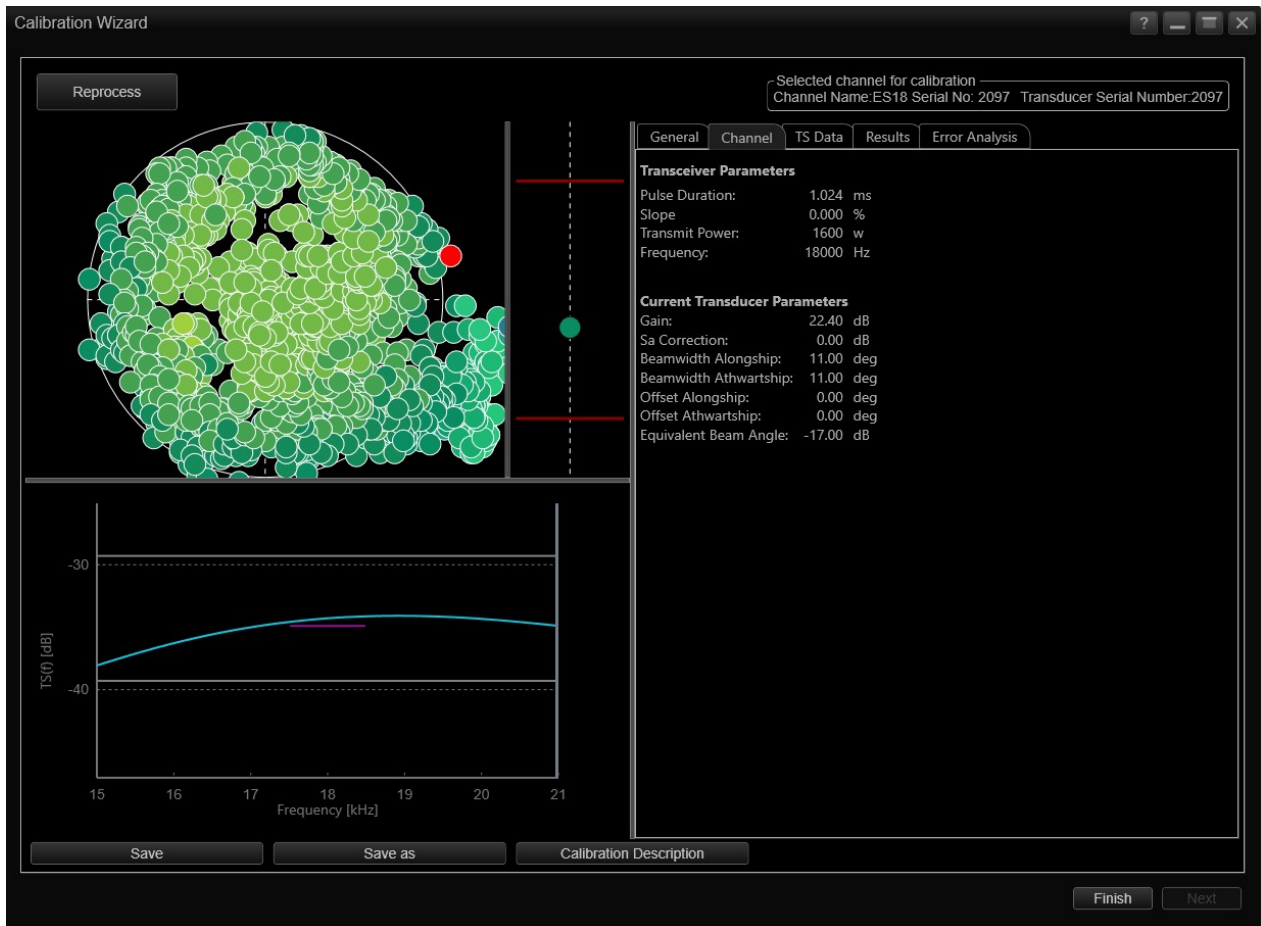 Calibration Wizard
?
Reprocess
Selected channel for calibration
Channel Name:ES18 Serial No: 2097 Transducer Serial Number:2097
General Channel TS Data Results Error Analysis
Transceiver Parameters
Pulse Duration: 1.024 ms
Slope 0.000 %
Transmit Power: 1600 w
Frequency: 18000 Hz
Current Transducer Parameters
Gain: 22.40 dB
Sa Correction: 0.00 dB
Beamwidth Alongship: 11.00 deg
Beamwidth Athwartship: 11.00 deg
Offset Alongship: 0.00 deg
Offset Athwartship: 0.00 deg
Equivalent Beam Angle: -17.00 dB
-30
TS(f) [dB]
-40
15 16 17 18 19 20 21
Frequency [kHz]
Save Save as Calibration Description
Finish Next